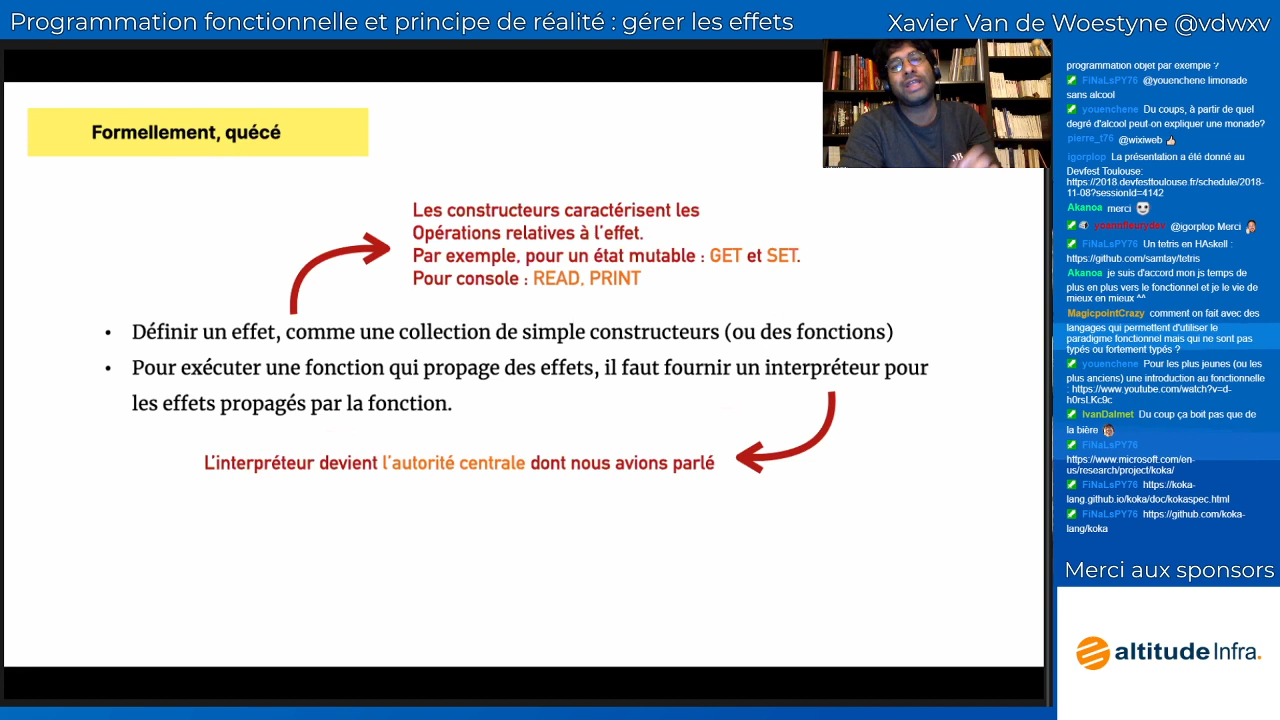 Programmation fonctionnelle et principe de réalité : gérer les effets
Xavier Van de Woestyne @vdwxv
Formellement, quécé
Les constructeurs caractérisent les
Opérations relatives à l'effet.
Par exemple, pour un état mutable : GET et SET.
Pour console : READ, PRINT
• Définir un effet, comme une collection de simple constructeurs (ou des fonctions)
• Pour exécuter une fonction qui propage des effets, il faut fournir un interpréteur pour
les effets propagés par la fonction.
L'interpréteur devient l'autorité centrale dont nous avions parlé
programmation objet par exemple ?
FiNaLsPY76 @youenchene limonade
sans alcool
youenchene Du coups, à partir de quel
degré d'alcool peut-on expliquer une monade?
pierre_t76 @wixiweb
igorplop La présentation a été donné au
Devfest Toulouse:
https://2018.devfesttoulouse.fr/schedule/2018-
11-08?sessionId=4142
Akanoa merci
yoannfleurydev @igorplop Merci
FiNaLsPY76 Un tetris en HAskell :
https://github.com/samtay/tetris
Akanoa je suis d'accord mon js temps de
plus en plus vers le fonctionnel et je le vie de
mieux en mieux ^^
MagicpointCrazy comment on fait avec des
langages qui permettent d'utiliser le
paradigme fonctionnel mais qui ne sont pas
typés ou fortement typés ?
youenchene Pour les plus jeunes (ou les
plus anciens) une introduction au fonctionnelle
: https://www.youtube.com/watch?v=d-
h0rsLKc9c
IvanDalmet Du coup ça boit pas que de
la bière
FiNaLsPY76
https://www.microsoft.com/en-
us/research/project/koka/
FiNaLsPY76 https://koka-
lang.github.io/koka/doc/kokaspec.html
FiNaLsPY76 https://github.com/koka-
lang/koka
Merci aux sponsors
altitude Infra.